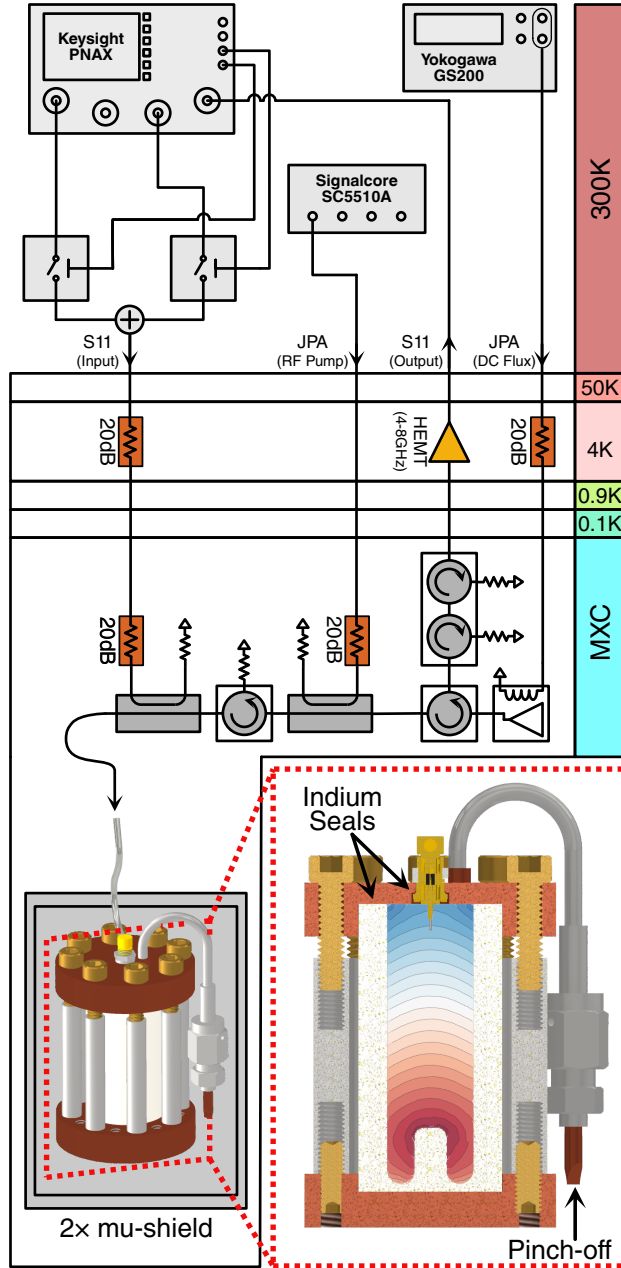 Keysight
PNAX
Yokogawa
GS200
Signalcore
SC5510A
300K
S11
(Input)
JPA
(RF Pump)
S11
(Output)
JPA
(DC Flux)
50K
20dB
HEMT
(4-8GHz)
20dB
4K
0.9K
0.1K
20dB
20dB
MXC
Indium
Seals
2× mu-shield
Pinch-off